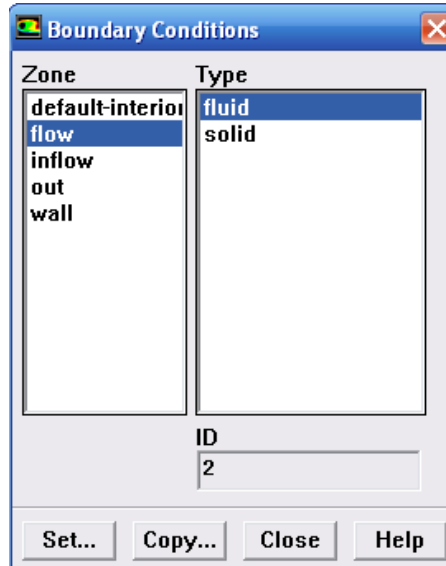 Boundary Conditions
Zone
Type
default-interior
flow
inflow
out
wall
fluid
solid
ID
2
Set...
Copy...
Close
Help